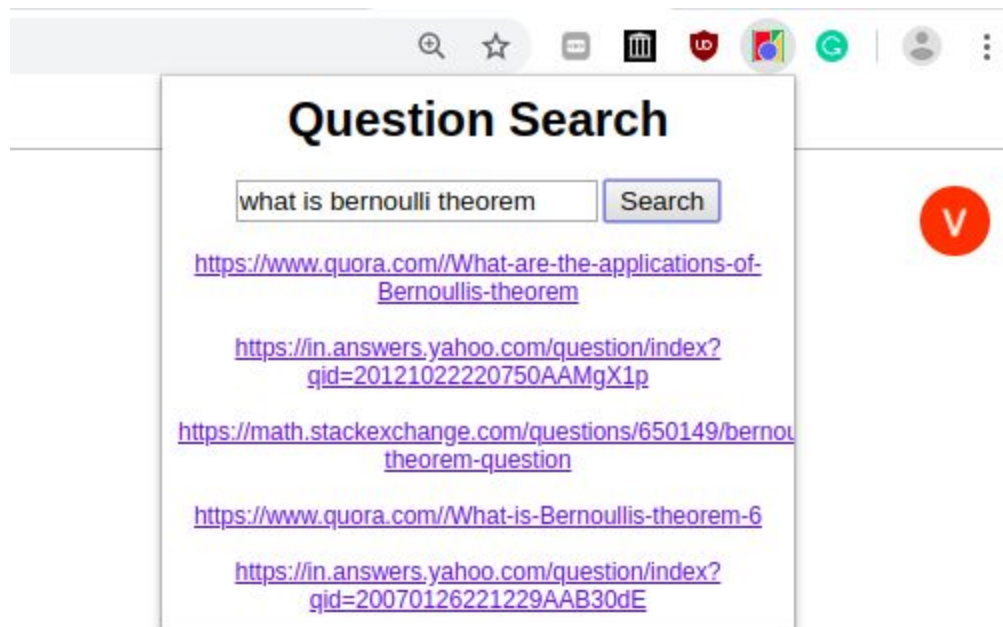 Question Search
what is bernoulli theorem Search
https://www.quora.com//What-are-the-applications-of-
Bernoullis-theorem
https://in.answers.yahoo.com/question/index?
qid=20121022220750AAMgX1p
https://math.stackexchange.com/questions/650149/bernou
theorem-question
https://www.quora.com//What-is-Bernoullis-theorem-6
https://in.answers.yahoo.com/question/index?
qid=20070126221229AAB30dE
V